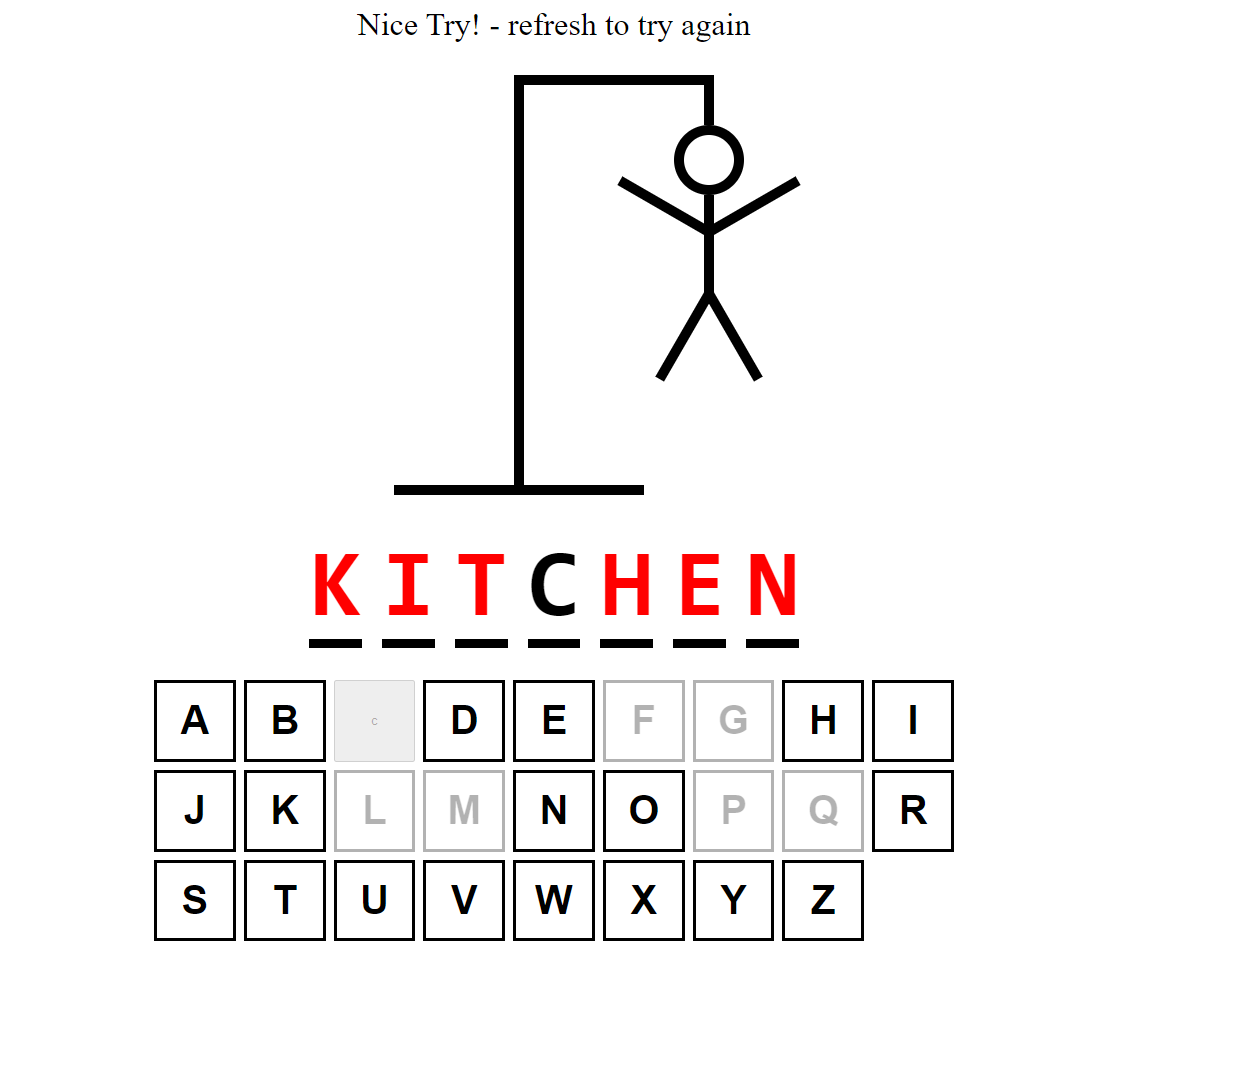 Nice Try! - refresh to try again
K I T C H E N
A B c D E F G H I
J K L M N O P Q R
S T U V W X Y Z